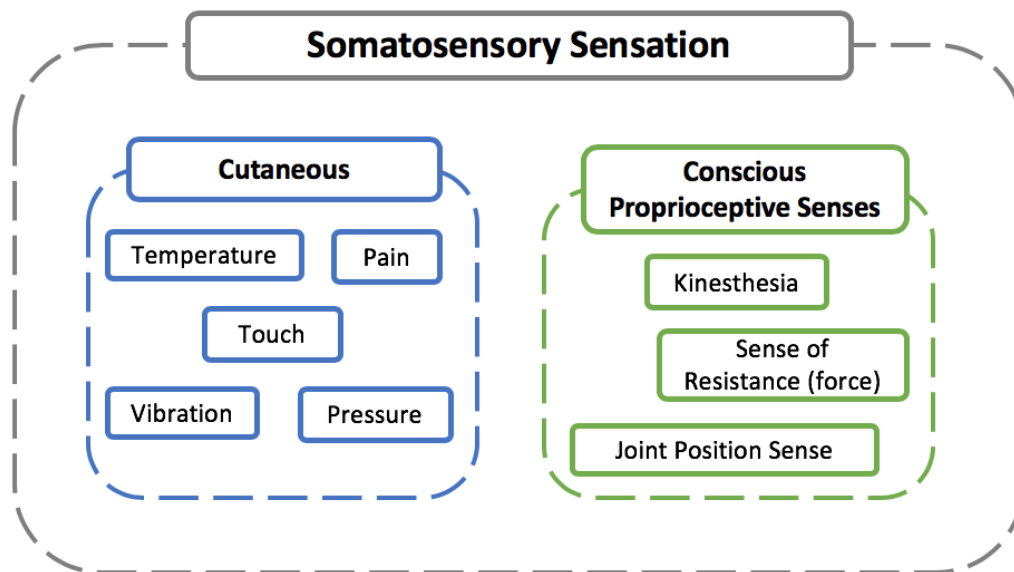 Somatosensory Sensation
Cutaneous
Temperature
Pain
Touch
Vibration
Pressure
Conscious
Proprioceptive Senses
Kinesthesia
Sense of
Resistance (force)
Joint Position Sense